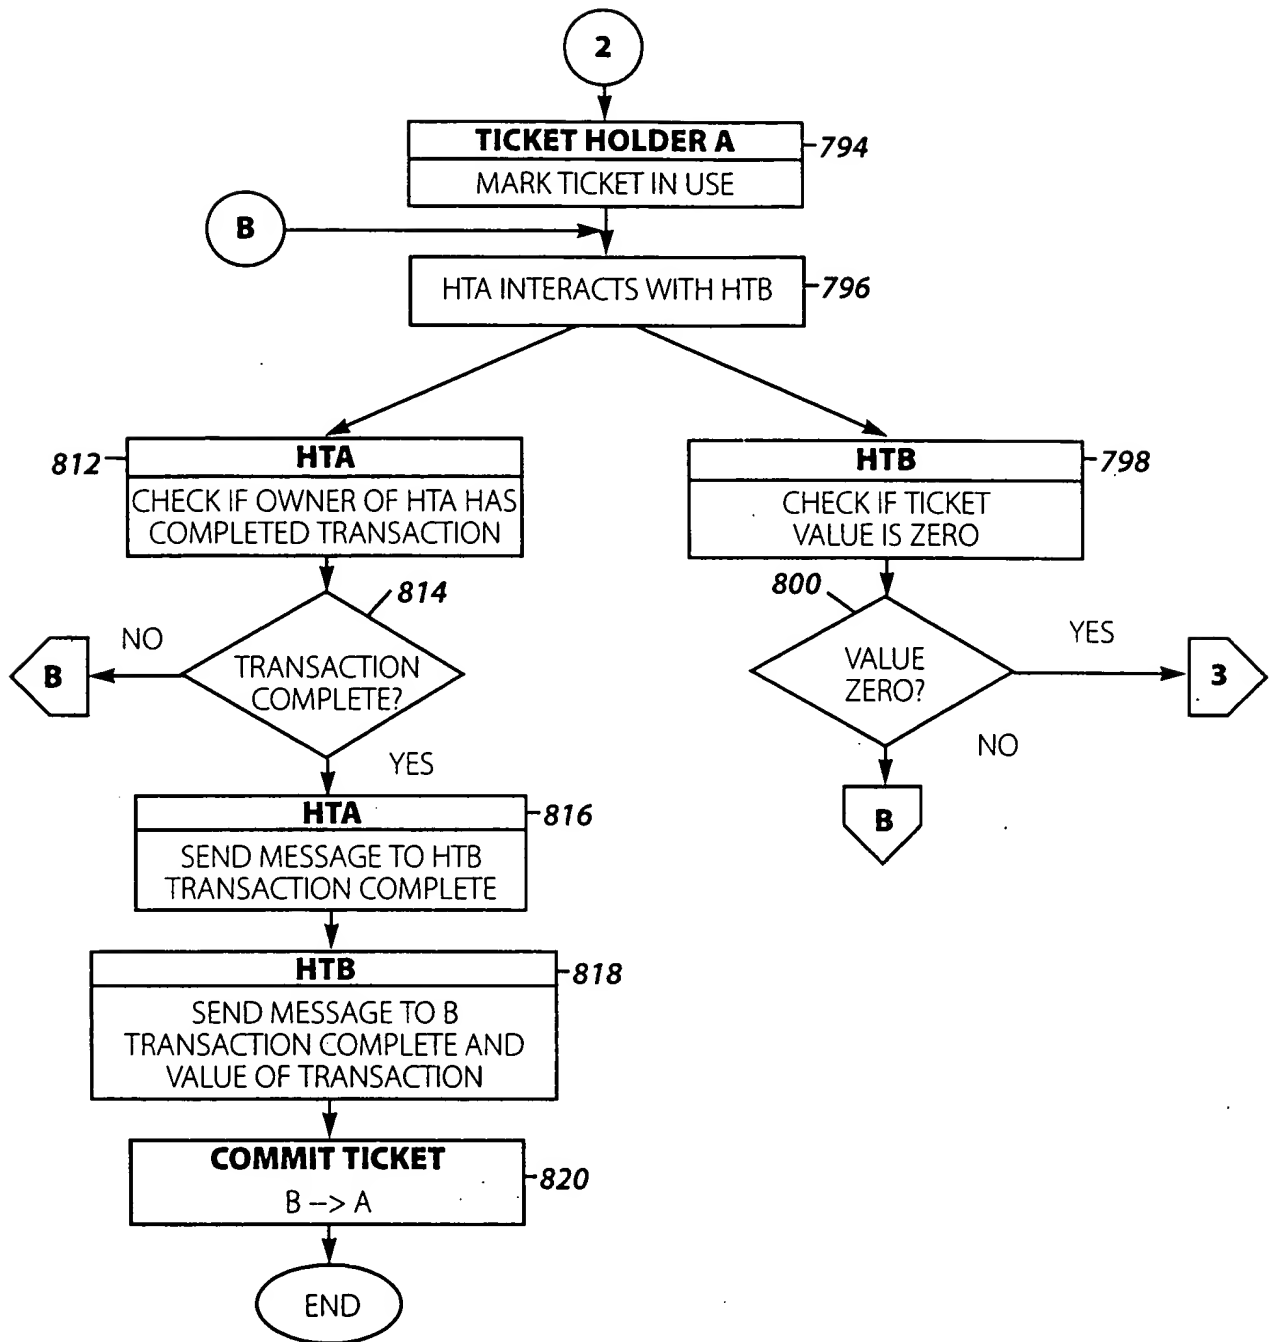 2
TICKET HOLDER A
794
MARK TICKET IN USE
B
HTA INTERACTS WITH HTB
796
812
HTA
CHECK IF OWNER OF HTA HAS
COMPLETED TRANSACTION
HTB
798
CHECK IF TICKET
VALUE IS ZERO
814
NO
B
TRANSACTION
COMPLETE?
YES
800
VALUE
ZERO?
YES
3
NO
B
HTA
816
SEND MESSAGE TO HTB
TRANSACTION COMPLETE
HTB
818
SEND MESSAGE TO B
TRANSACTION COMPLETE AND
VALUE OF TRANSACTION
COMMIT TICKET
820
B --> A
END